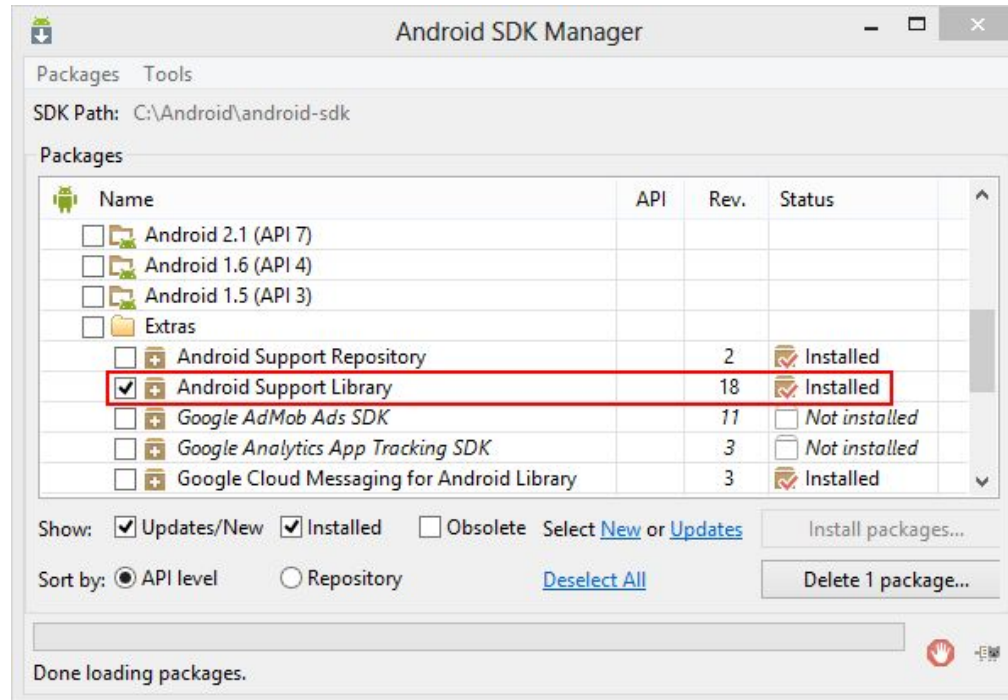 Android SDK Manager
Packages Tools
SDK Path: C:\Android\android-sdk
Packages
Name API Rev. Status
Android 2.1 (API 7)
Android 1.6 (API 4)
Android 1.5 (API 3)
Extras
Android Support Repository 2 Installed
Android Support Library 18 Installed
Google AdMob Ads SDK 11 Not installed
Google Analytics App Tracking SDK 3 Not installed
Google Cloud Messaging for Android Library 3 Installed
Show: Updates/New Installed Obsolete Select New or Updates Install packages...
Sort by: API level Repository Deselect All Delete 1 package...
Done loading packages.